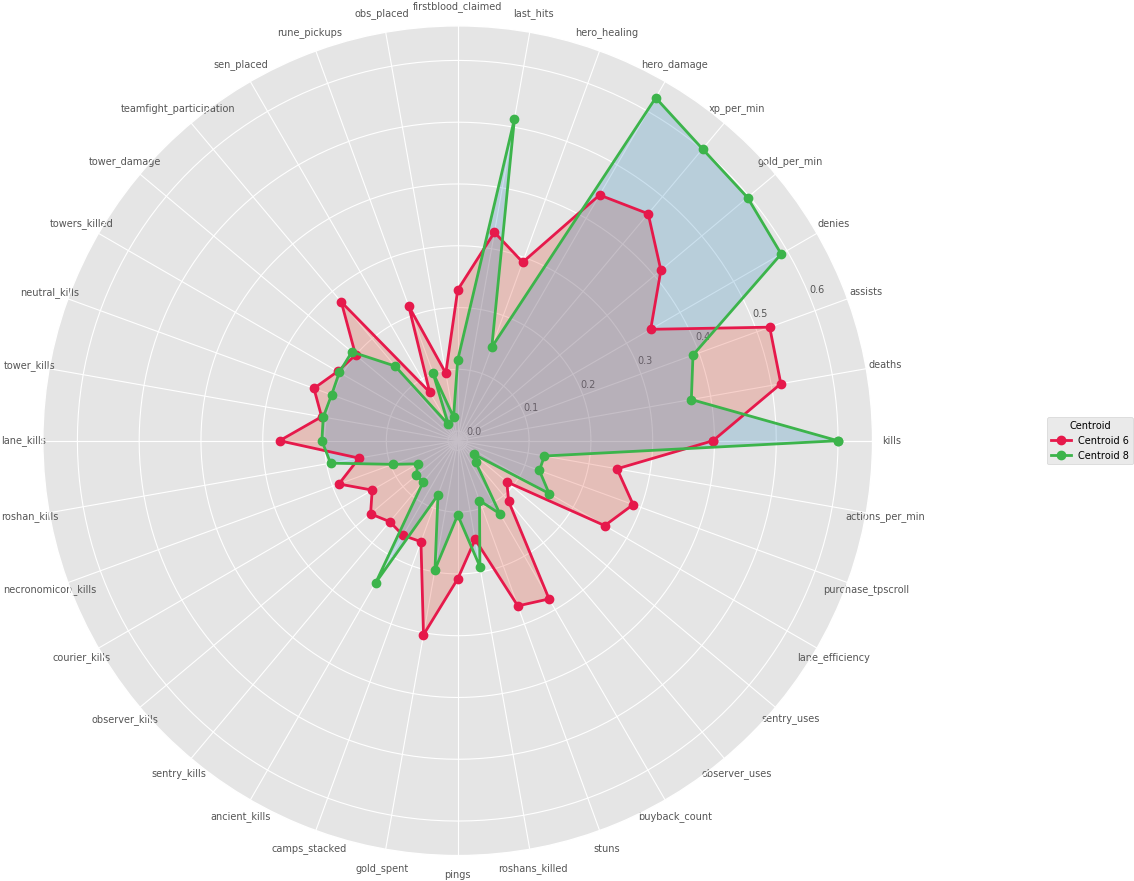 firstblood_claimed
obs_placed
last_hits
rune_pickups
hero_healing
sen_placed
hero_damage
teamfight_participation
xp_per_min
tower_damage
gold_per_min
towers_killed
denies
neutral_kills
assists
0.6
0.5
0.4
tower_kills
deaths
0.3
0.2
0.1
0.0
lane_kills
kills
Centroid
Centroid 6
Centroid 8
roshan_kills
actions_per_min
necronomicon_kills
purchase_tpscroll
courier_kills
lane_efficiency
observer_kills
sentry_uses
sentry_kills
observer_uses
ancient_kills
buyback_count
camps_stacked
stuns
gold_spent
roshans_killed
pings